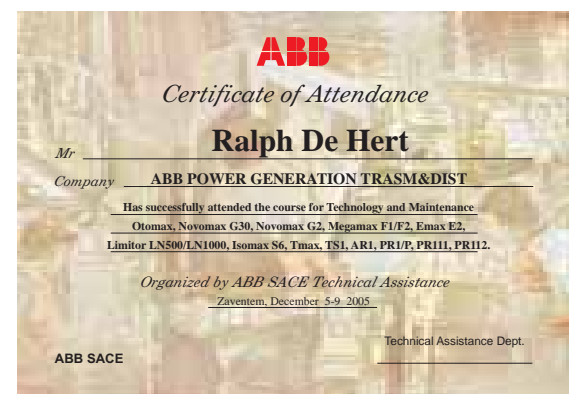 ABB
Certificate of Attendance
Mr Ralph De Hert
Company ABB POWER GENERATION TRASM&DIST
Has successfully attended the course for Technology and Maintenance
Otomax, Novomax G30, Novomax G2, Megamax F1/F2, Emax E2,
Limitor LN500/LN1000, Isomax S6, Tmax, TS1, AR1, PR1/P, PR111, PR112.
Organized by ABB SACE Technical Assistance
Zaventem, December 5-9 2005
Technical Assistance Dept.
ABB SACE